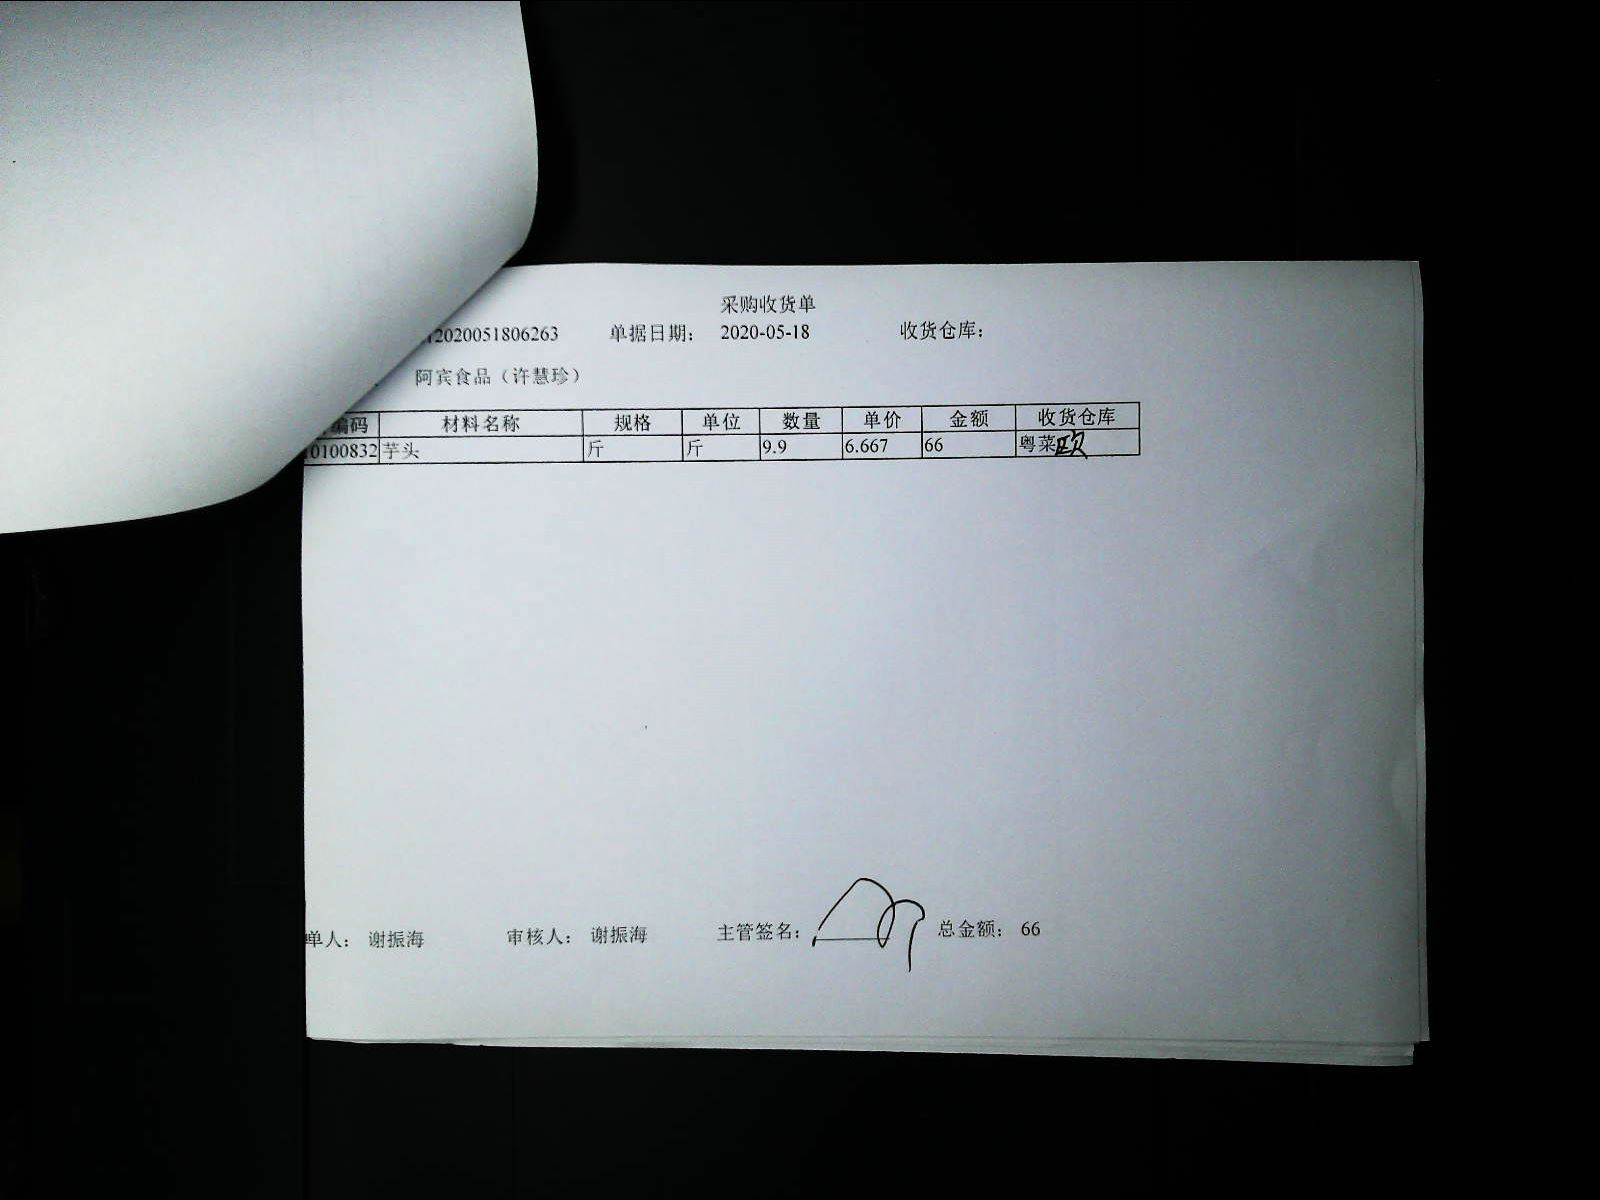 采购收货单
12020051806263 单据日期： 2020-05-18 收货仓库：
阿宾食品（许慧珍）
编码 材料名称 规格 单位 数量 单价 金额 收货仓库
0100832 芋头 斤 斤 9.9 6.667 66 粤菜
单人： 谢振海 审核人： 谢振海 主管签名： 总金额： 66